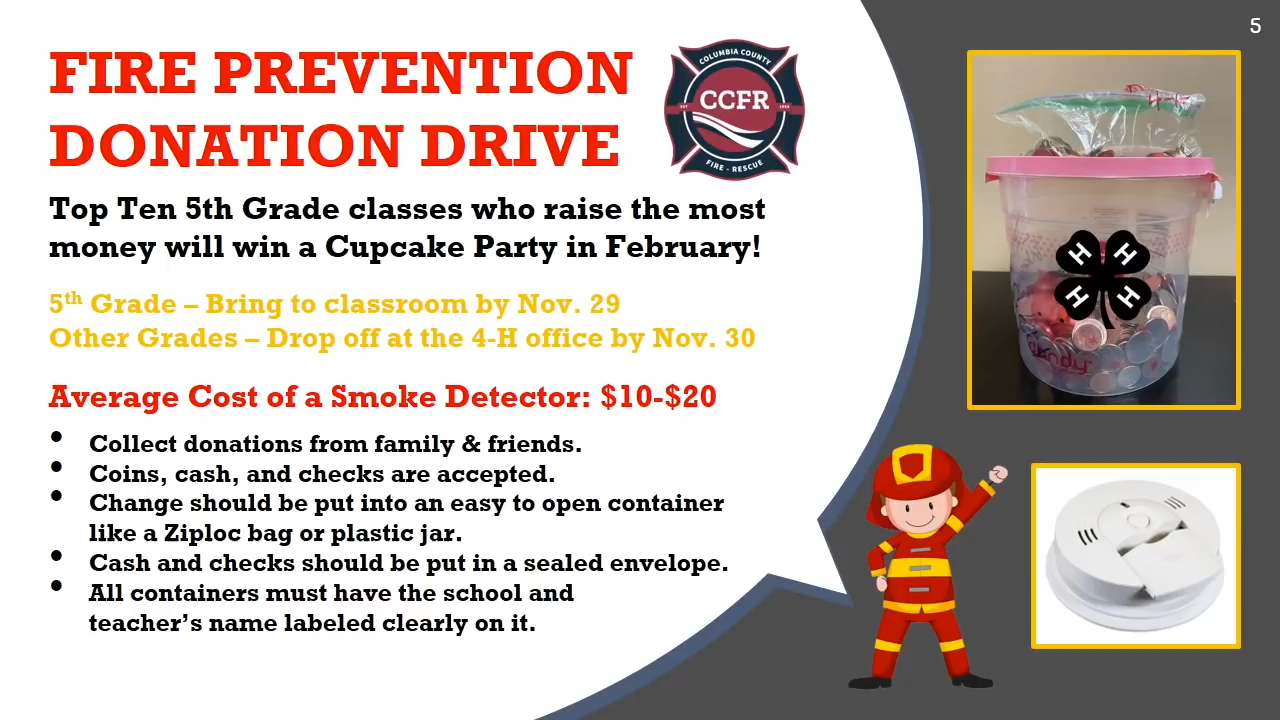 5
FIRE PREVENTION
DONATION DRIVE
COLUMBIA COUNTY
CCFR
FIRE - RESCUE
Top Ten 5th Grade classes who raise the most
money will win a Cupcake Party in February!
5th Grade – Bring to classroom by Nov. 29
Other Grades – Drop off at the 4-H office by Nov. 30
Average Cost of a Smoke Detector: $10-$20
• Collect donations from family & friends.
• Coins, cash, and checks are accepted.
• Change should be put into an easy to open container
like a Ziploc bag or plastic jar.
• Cash and checks should be put in a sealed envelope.
• All containers must have the school and
teacher’s name labeled clearly on it.
H H
H H